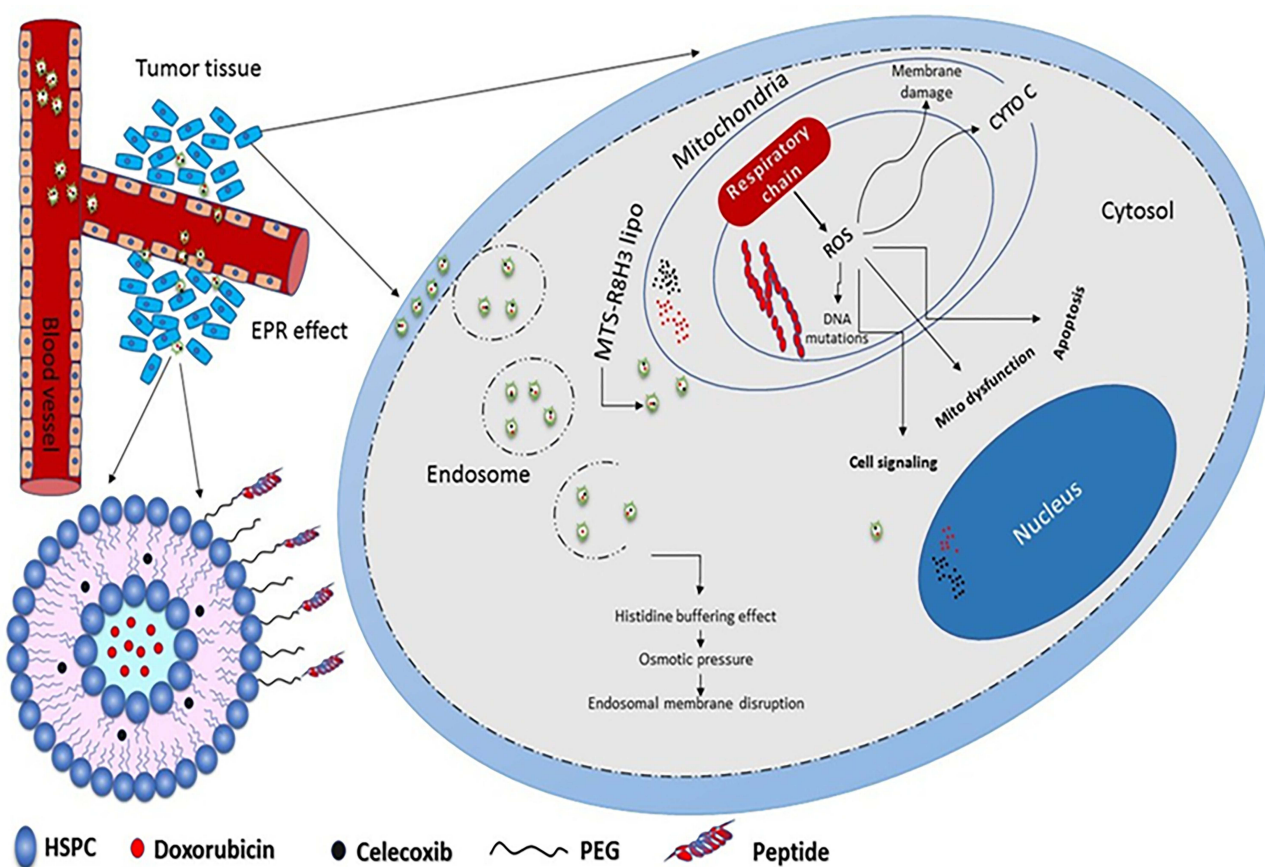 Tumor tissue
Blood vessel
EPR effect
Mitochondria
Membrane
damage
CYTO C
Respiratory
chain
ROS
Cytosol
MTS-R8H3 lipo
DNA
mutations
Apoptosis
Mito dysfunction
Cell signaling
Endosome
Nucleus
Histidine buffering effect
Osmotic pressure
Endosomal membrane disruption
HSPC
Doxorubicin
Celecoxib
PEG
Peptide